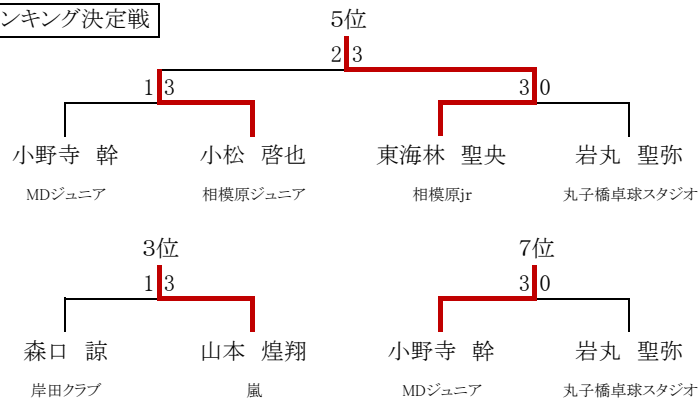 ンキング決定戦
5位
2 3
1 3
3 0
小野寺 幹
小松 啓也
東海林 聖央
岩丸 聖弥
MDジュニア
相模原ジュニア
相模原jr
丸子橋卓球スタジオ
3位
7位
1 3
3 0
森口 諒
山本 煌翔
小野寺 幹
岩丸 聖弥
岸田クラブ
嵐
MDジュニア
丸子橋卓球スタジオ